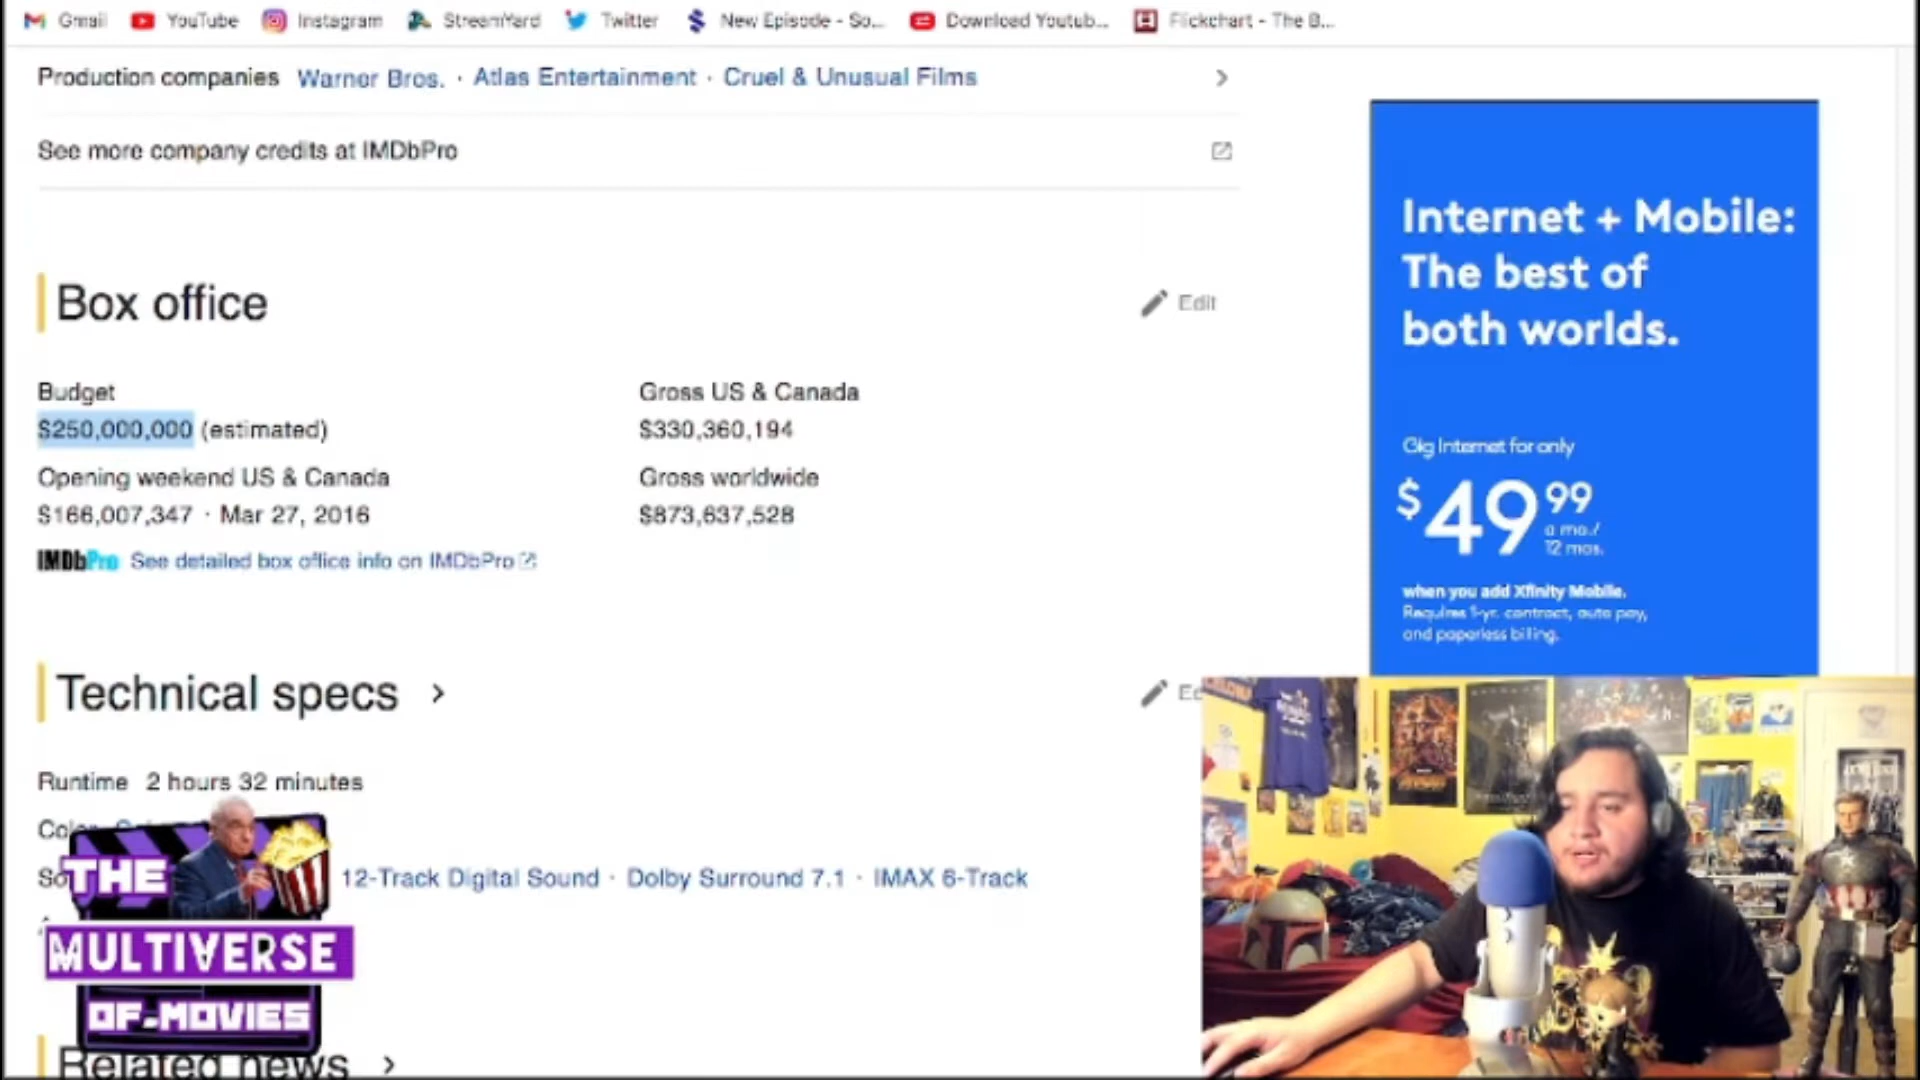 Gmail YouTube Instagram StreamYard Twitter New Episode - So... Download Youtub... Flickchart - The B...
Production companies Warner Bros. · Atlas Entertainment · Cruel & Unusual Films
See more company credits at IMDbPro
Box office
Edit
Budget
$250,000,000 (estimated)
Gross US & Canada
$330,360,194
Opening weekend US & Canada
$166,007,347 · Mar 27, 2016
Gross worldwide
$873,637,528
IMDbPro See detailed box office info on IMDbPro
Technical specs
Runtime 2 hours 32 minutes
12-Track Digital Sound · Dolby Surround 7.1 · IMAX 6-Track
Related news
Internet + Mobile:
The best of
both worlds.
Gig Internet for only
$49.99
a mo./
12 mos.
when you add Xfinity Mobile.
Requires 1-yr. contract, auto pay,
and paperless billing.
THE
MULTIVERSE
OF-MOVIES